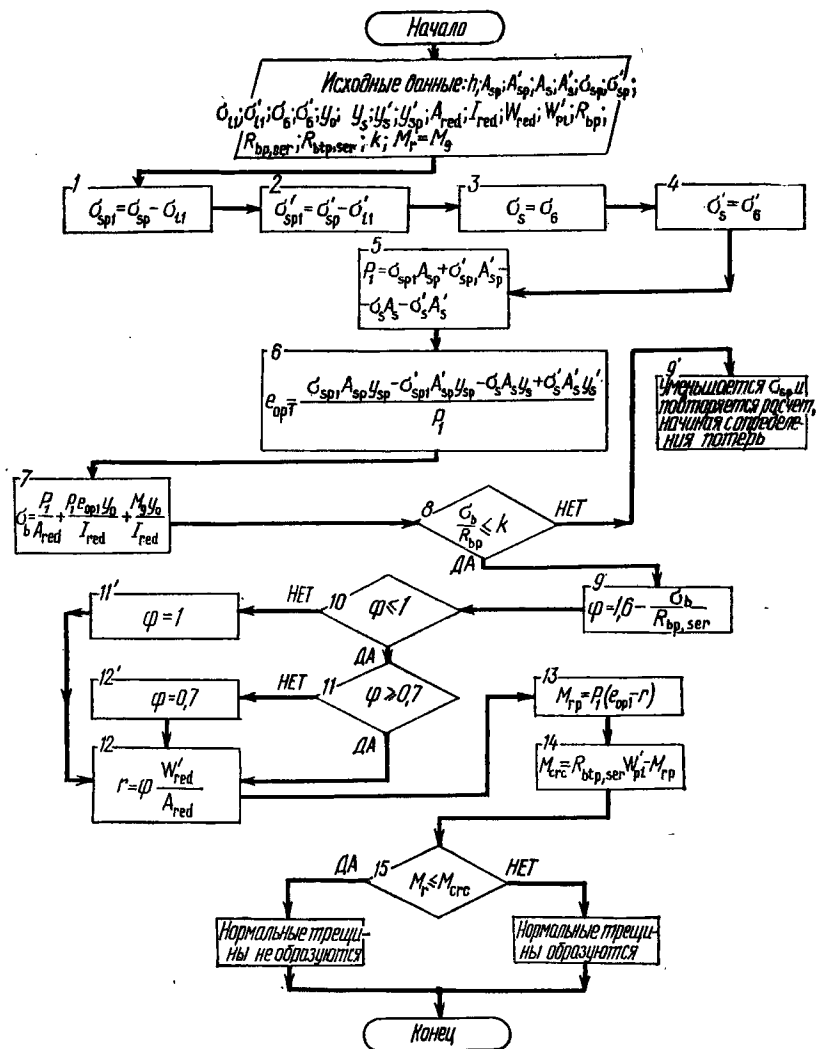 Начало
Исходные данные: h; A_sp; A'_sp; A_s; A'_s; σ_sp; σ'_sp;
σ_l1; σ'_l1; σ_6; σ'_6; y_0; y_s; y'_s; y'_sp; A_red; I_red; W_red; W'_pl; R_bp;
R_bp,ser; R_btp,ser; k; M_r=M_g
1
σ_sp1=σ_sp-σ_l1
2
σ'_sp1=σ'_sp-σ'_l1
3
σ_s=σ_6
4
σ'_s=σ'_6
5
P_1=σ_sp1 A_sp+σ'_sp1 A'_sp-
-σ_s A_s-σ'_s A'_s
6
e_op1= σ_sp1 A_sp y_sp-σ'_sp1 A'_sp y_sp-σ_s A_s y_s+σ'_s A'_s y'_s
P_1
9'
Уменьшается σ_sp и
повторяется расчет,
начиная с определе-
ния потерь
7
σ_b=P_1/A_red+P_1 e_op1 y_0/I_red+M_g y_0/I_red
8
σ_b/R_bp≤k
НЕТ
ДА
9
φ=1,6-σ_b/R_bp,ser
10
φ≤1
НЕТ
ДА
11'
φ=1
11
φ≥0,7
НЕТ
ДА
12'
φ=0,7
12
r=φ W'_red/A_red
13
M_rp=P_1(e_op1-r)
14
M_crc=R_btp,ser W'_pl-M_rp
15
M_r≤M_crc
ДА
НЕТ
Нормальные трещи-
ны не образуются
Нормальные трещи-
ны образуются
Конец